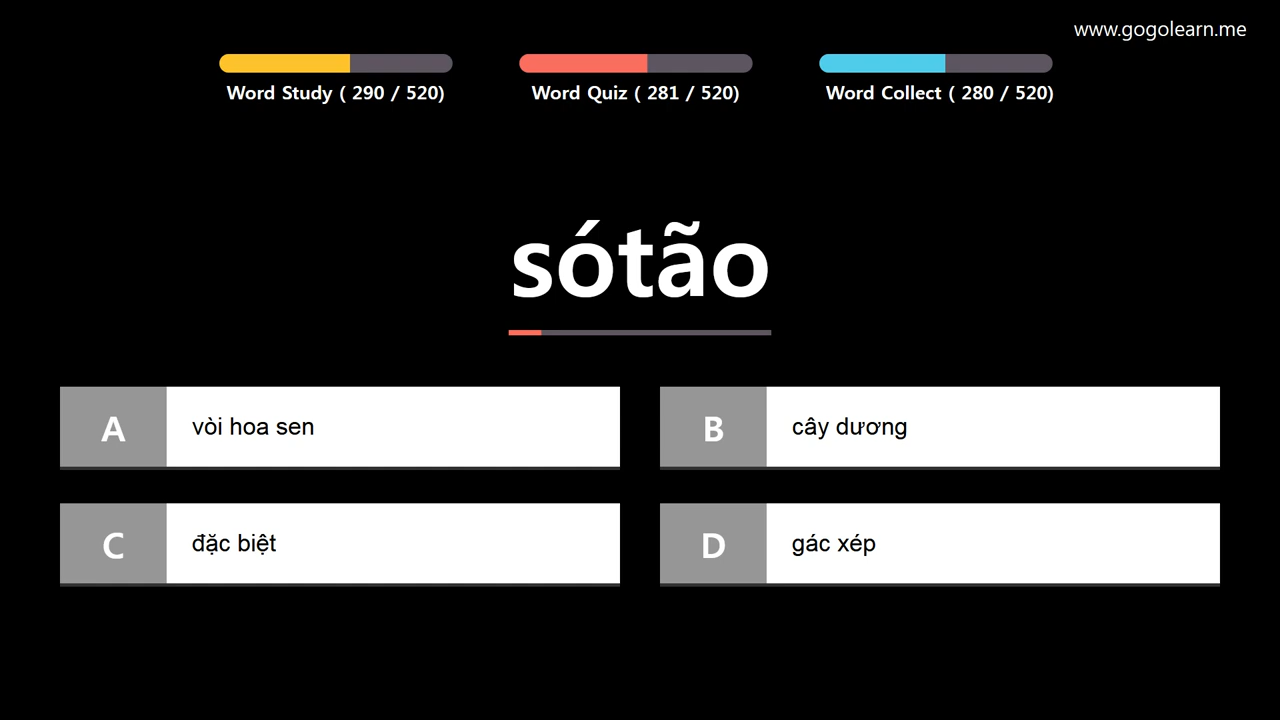 www.gogolearn.me
Word Study ( 290 / 520)
Word Quiz ( 281 / 520)
Word Collect ( 280 / 520)
sótão
A vòi hoa sen
B cây dương
C đặc biệt
D gác xép